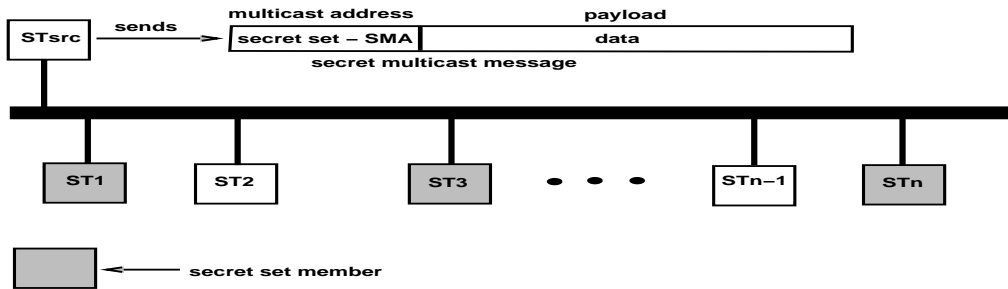 multicast address
payload
STsrc
sends
secret set – SMA
data
secret multicast message
ST1
ST2
ST3
STn–1
STn
secret set member